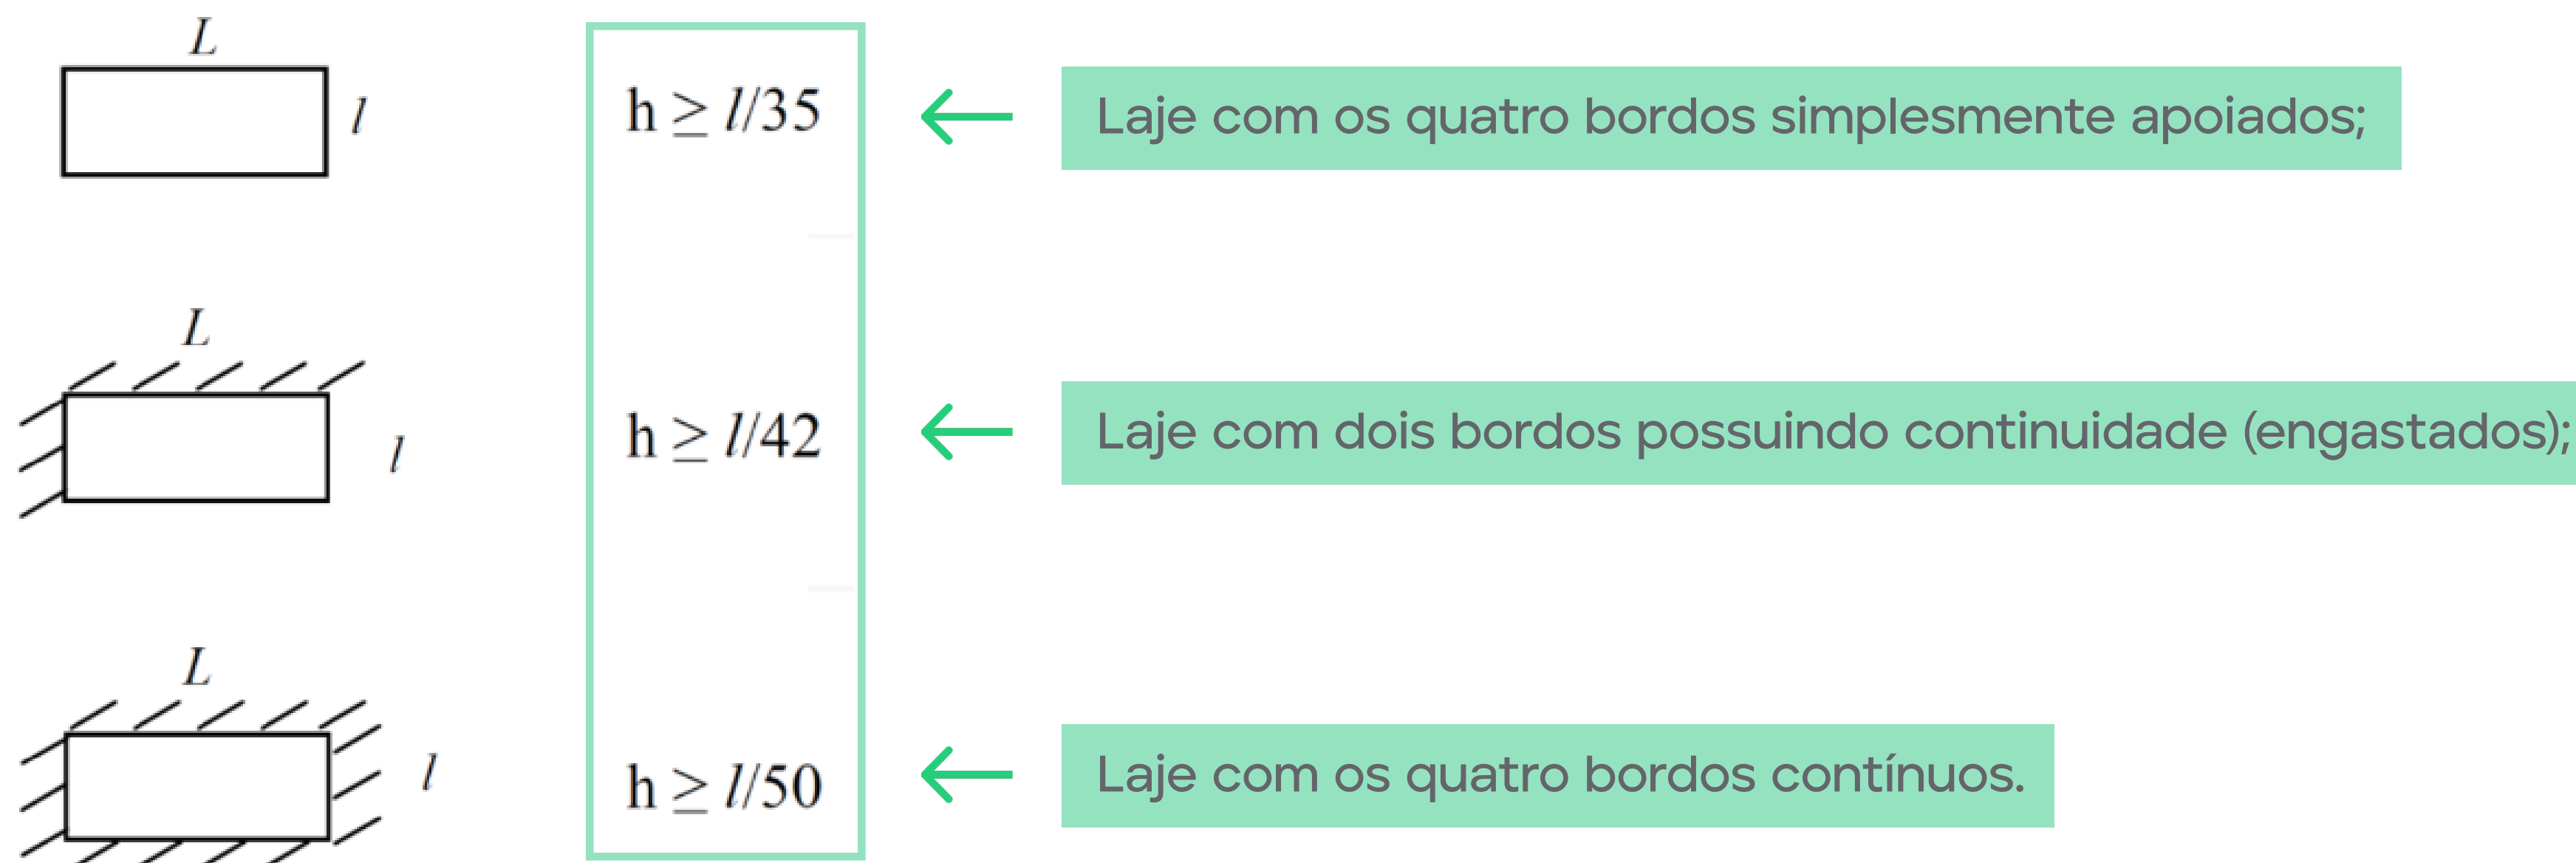 L
l
h ≥ l/35
Laje com os quatro bordos simplesmente apoiados;
L
l
h ≥ l/42
Laje com dois bordos possuindo continuidade (engastados);
L
l
h ≥ l/50
Laje com os quatro bordos contínuos.